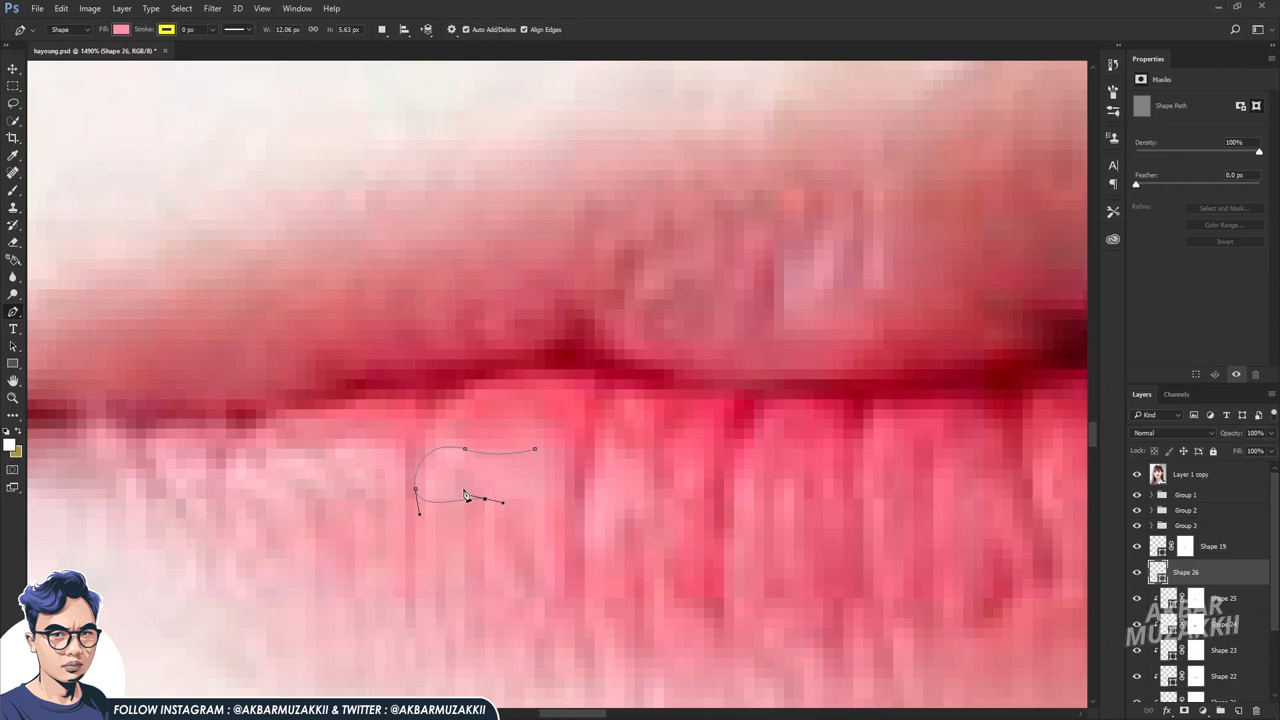 Ps File Edit Image Layer Type Select Filter 3D View Window Help
Shape Fill: Stroke: 0 px W: 12.06 px H: 5.63 px Auto Add/Delete Align Edges
hayoung.psd @ 1490% (Shape 26, RGB/8) *
Properties
Masks
Shape Path
Density: 100%
Feather: 0.0 px
Refine: Select and Mask...
Color Range...
Invert
Layers Channels
Kind
Normal Opacity: 100%
Lock: Fill: 100%
Layer 1 copy
Group 1
Group 2
Group 3
Shape 19
Shape 26
Shape 25
Shape 24
Shape 23
Shape 22
AKBAR
MUZAKKII
FOLLOW INSTAGRAM : @AKBARMUZAKKII & TWITTER : @AKBARMUZAKKII